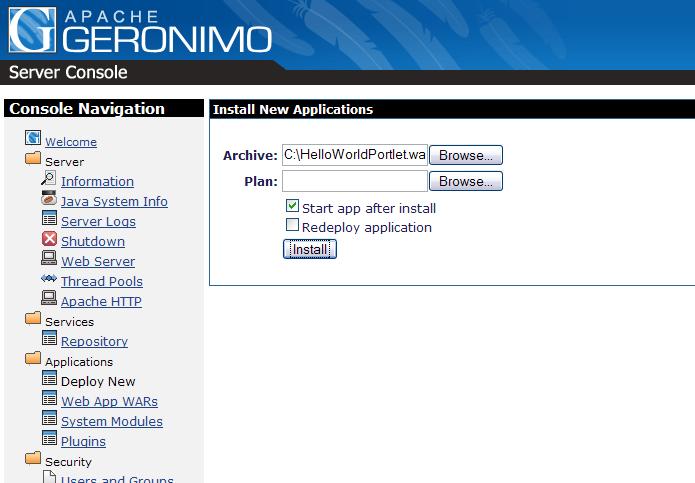 APACHE
GERONIMO
Server Console
Console Navigation
Welcome
Server
Information
Java System Info
Server Logs
Shutdown
Web Server
Thread Pools
Apache HTTP
Services
Repository
Applications
Deploy New
Web App WARs
System Modules
Plugins
Security
Users and Groups
Install New Applications
Archive: C:\HelloWorldPortlet.wa Browse...
Plan: Browse...
Start app after install
Redeploy application
Install